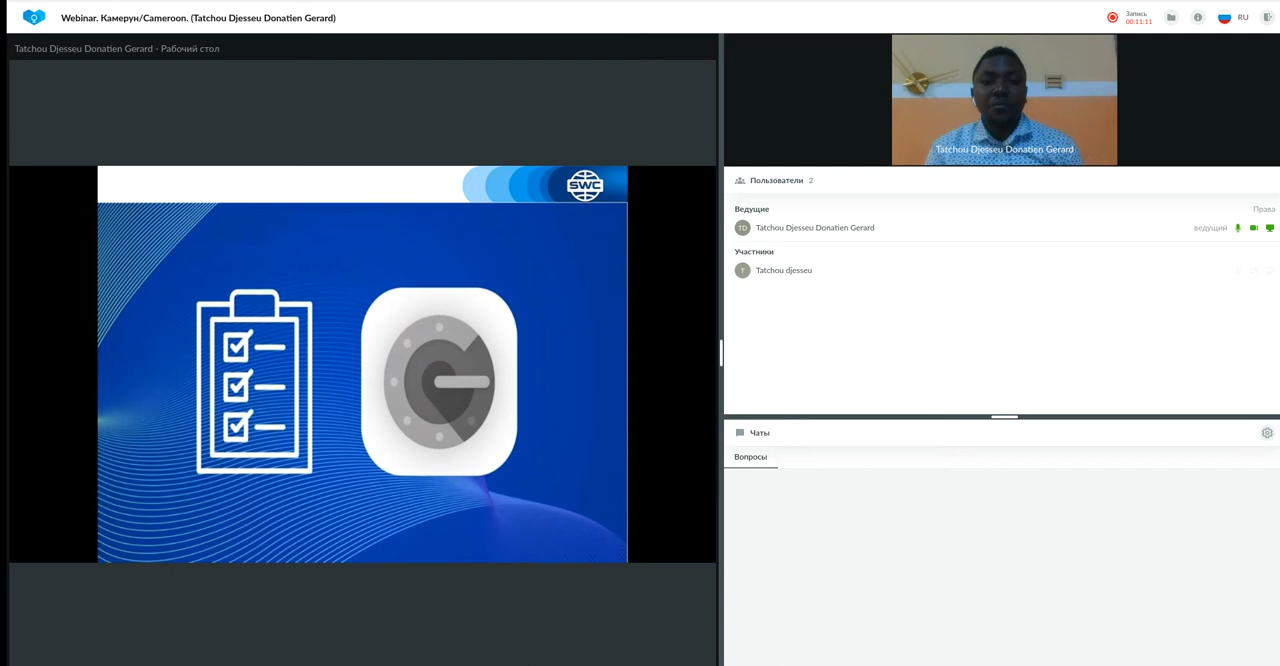 Webinar. Камерун/Cameroon. (Tatchou Djesseu Donatien Gerard)
Запись
00:11:11
RU
Tatchou Djesseu Donatien Gerard - Рабочий стол
SWC
Tatchou Djesseu Donatien Gerard
Пользователи 2
Ведущие Права
TD Tatchou Djesseu Donatien Gerard ведущий
Участники
T Tatchou djesseu
Чаты
Вопросы